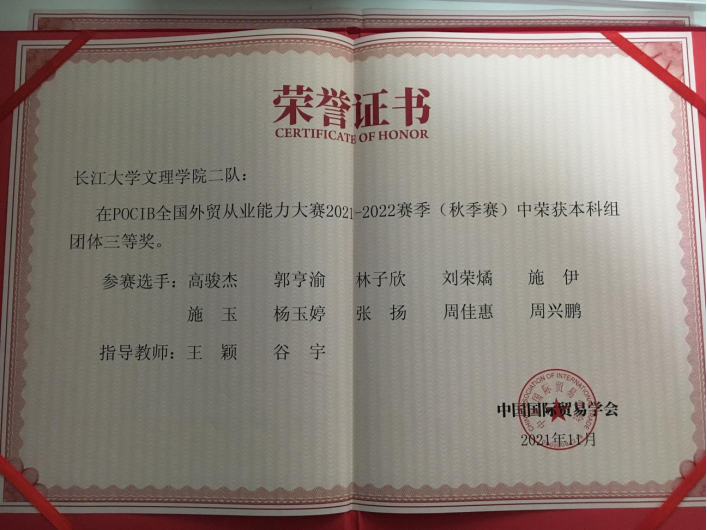 荣誉证书
CERTIFICATE OF HONOR
长江大学文理学院二队：
在POCIB全国外贸从业能力大赛2021-2022赛季（秋季赛）中荣获本科组
团体三等奖。
参赛选手：高骏杰 郭亨渝 林子欣 刘荣燏 施 伊
施 玉 杨玉婷 张 扬 周佳惠 周兴鹏
指导教师：王 颖 谷 宇
中国国际贸易学会
2021年11月